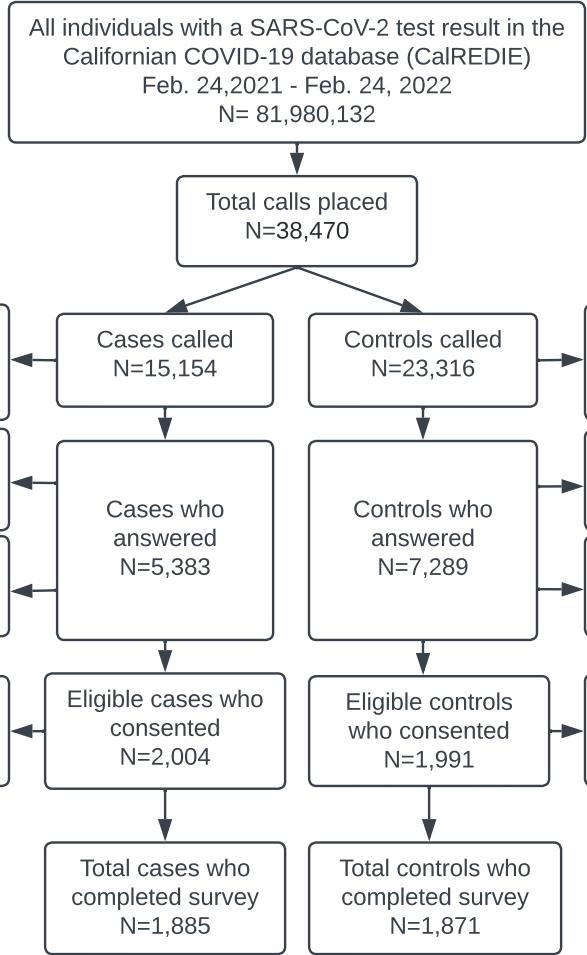 All individuals with a SARS-CoV-2 test result in the
Californian COVID-19 database (CalREDIE)
Feb. 24,2021 - Feb. 24, 2022
N= 81,980,132
Total calls placed
N=38,470
Cases called
N=15,154
Controls called
N=23,316
Cases who
answered
N=5,383
Controls who
answered
N=7,289
Eligible cases who
consented
N=2,004
Eligible controls
who consented
N=1,991
Total cases who
completed survey
N=1,885
Total controls who
completed survey
N=1,871